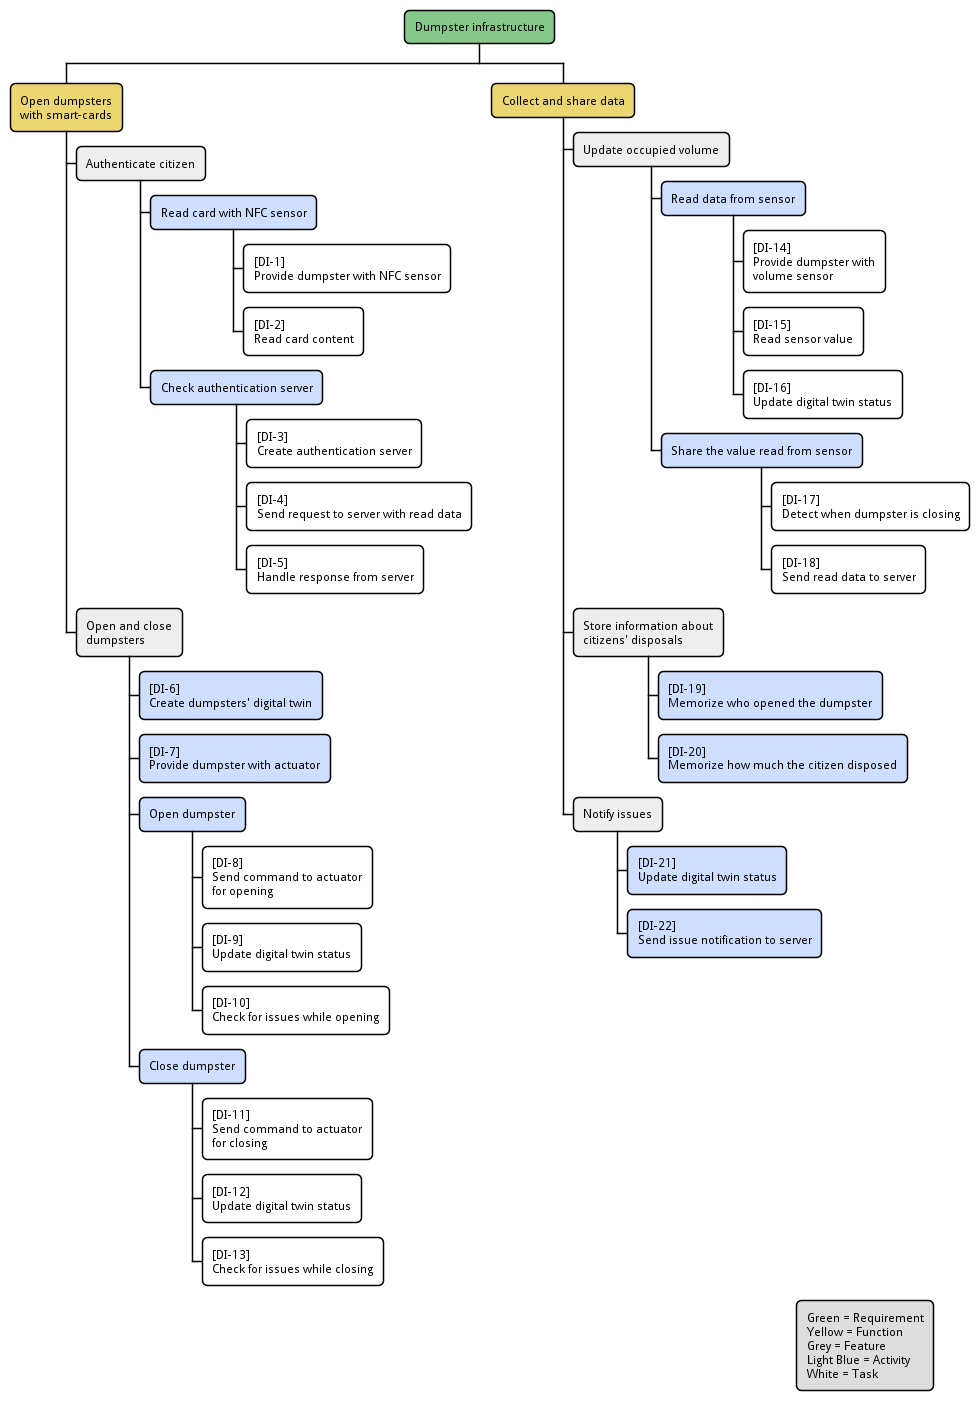 Dumpster infrastructure
Open dumpsters
with smart-cards
Authenticate citizen
Read card with NFC sensor
[DI-1]
Provide dumpster with NFC sensor
[DI-2]
Read card content
Check authentication server
[DI-3]
Create authentication server
[DI-4]
Send request to server with read data
[DI-5]
Handle response from server
Open and close
dumpsters
[DI-6]
Create dumpsters' digital twin
[DI-7]
Provide dumpster with actuator
Open dumpster
[DI-8]
Send command to actuator
for opening
[DI-9]
Update digital twin status
[DI-10]
Check for issues while opening
Close dumpster
[DI-11]
Send command to actuator
for closing
[DI-12]
Update digital twin status
[DI-13]
Check for issues while closing
Collect and share data
Update occupied volume
Read data from sensor
[DI-14]
Provide dumpster with
volume sensor
[DI-15]
Read sensor value
[DI-16]
Update digital twin status
Share the value read from sensor
[DI-17]
Detect when dumpster is closing
[DI-18]
Send read data to server
Store information about
citizens' disposals
[DI-19]
Memorize who opened the dumpster
[DI-20]
Memorize how much the citizen disposed
Notify issues
[DI-21]
Update digital twin status
[DI-22]
Send issue notification to server
Green = Requirement
Yellow = Function
Grey = Feature
Light Blue = Activity
White = Task